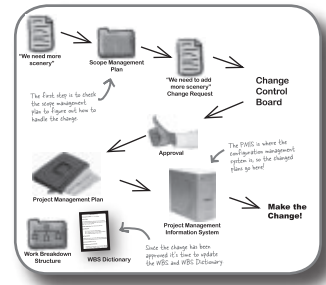 "We need more
scenery"
Scope Management
Plan
"We need to add
more scenery"
Change Request
Change
Control
Board
The first step is to check
the scope management
plan to figure out how to
handle the change.
Approval
The PMIS is where the
configuration management
system is, so the changed
plans go here!
Project Management Plan
Project Management
Information System
Make the
Change!
Work Breakdown
Structure
WBS Dictionary
Since the change has been
approved it's time to update
the WBS and WBS Dictionary